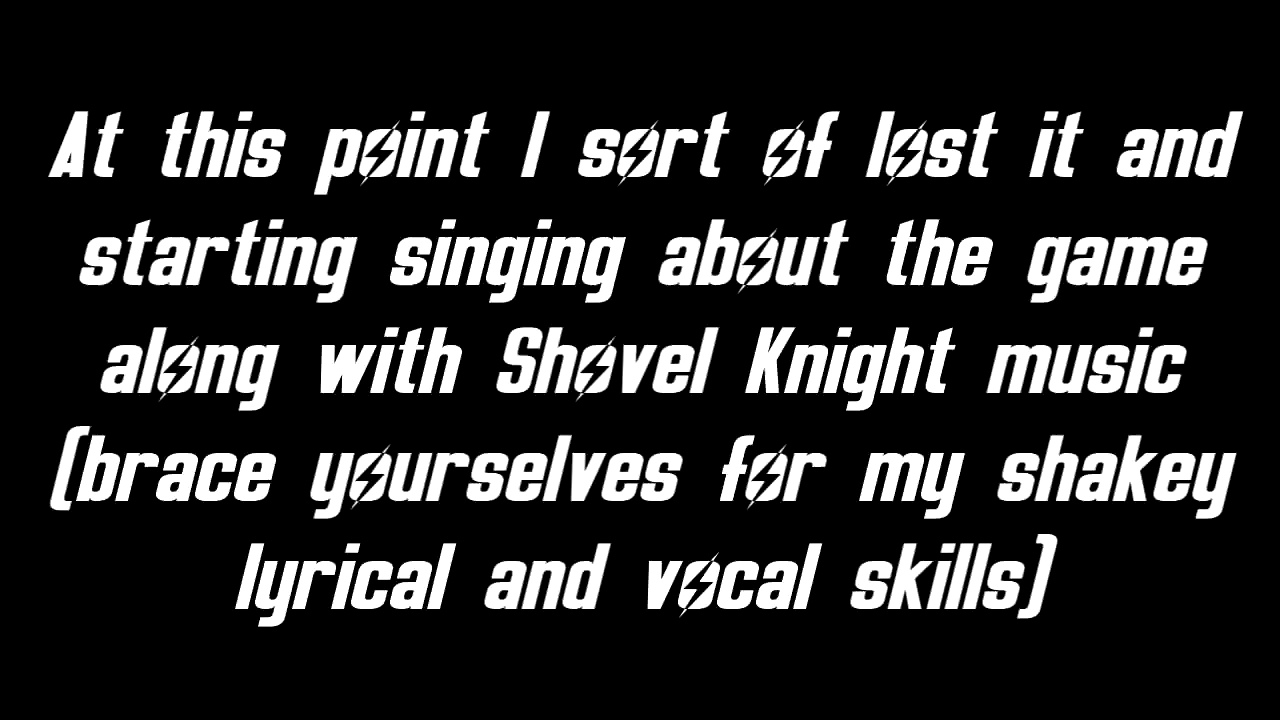 At this point I sort of lost it and
starting singing about the game
along with Shovel Knight music
(brace yourselves for my shakey
lyrical and vocal skills)